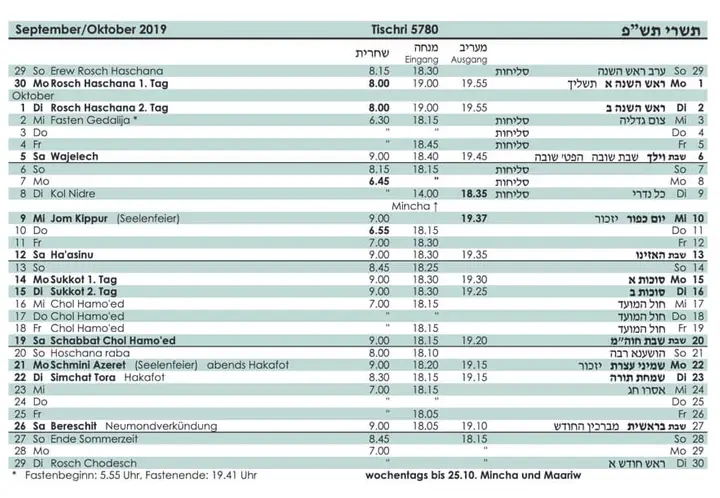 September/Oktober 2019 Tischri 5780 תשרי תש״פ
שחרית מנחה מעריב
Eingang Ausgang
29 So Erew Rosch Haschana 8.15 18.30 סליחות ערב ראש השנה So 29
30 Mo Rosch Haschana 1. Tag 8.00 19.00 19.55 ראש השנה א תשליך Mo 1
Oktober
1 Di Rosch Haschana 2. Tag 8.00 19.00 19.55 ראש השנה ב Di 2
2 Mi Fasten Gedalija * 6.30 18.15 סליחות צום גדליה Mi 3
3 Do " " סליחות Do 4
4 Fr " 18.45 סליחות Fr 5
5 Sa Wajelech 9.00 18.40 19.45 וילך שבת שובה הפט׳ שובה שבת 6
6 So 8.15 18.15 סליחות So 7
7 Mo 6.45 " סליחות Mo 8
8 Di Kol Nidre " 14.00 18.35 סליחות כל נדרי Di 9
Mincha ↑
9 Mi Jom Kippur (Seelenfeier) 9.00 19.37 יום כפור יזכור Mi 10
10 Do 6.55 18.15 Do 11
11 Fr 7.00 18.30 Fr 12
12 Sa Ha'asinu 9.00 18.30 19.35 האזינו שבת 13
13 So 8.45 18.25 So 14
14 Mo Sukkot 1. Tag 9.00 18.30 19.30 סוכות א Mo 15
15 Di Sukkot 2. Tag 9.00 18.30 19.25 סוכות ב Di 16
16 Mi Chol Hamo'ed 7.00 18.15 חול המועד Mi 17
17 Do Chol Hamo'ed " " חול המועד Do 18
18 Fr Chol Hamo'ed " 18.15 חול המועד Fr 19
19 Sa Schabbat Chol Hamo'ed 9.00 18.15 19.20 שבת חוה״מ שבת 20
20 So Hoschana raba 8.00 18.10 הושענא רבה So 21
21 Mo Schmini Azeret (Seelenfeier) abends Hakafot 9.00 18.20 19.15 שמיני עצרת יזכור Mo 22
22 Di Simchat Tora Hakafot 8.30 18.15 19.15 שמחת תורה Di 23
23 Mi 7.00 18.15 אסרו חג Mi 24
24 Do " " Do 25
25 Fr " 18.05 Fr 26
26 Sa Bereschit Neumondverkündung 9.00 18.05 19.10 בראשית מברכין החודש שבת 27
27 So Ende Sommerzeit 8.45 18.15 So 28
28 Mo 7.00 " Mo 29
29 Di Rosch Chodesch " " ראש חודש א Di 30
* Fastenbeginn: 5.55 Uhr, Fastenende: 19.41 Uhr wochentags bis 25.10. Mincha und Maariw